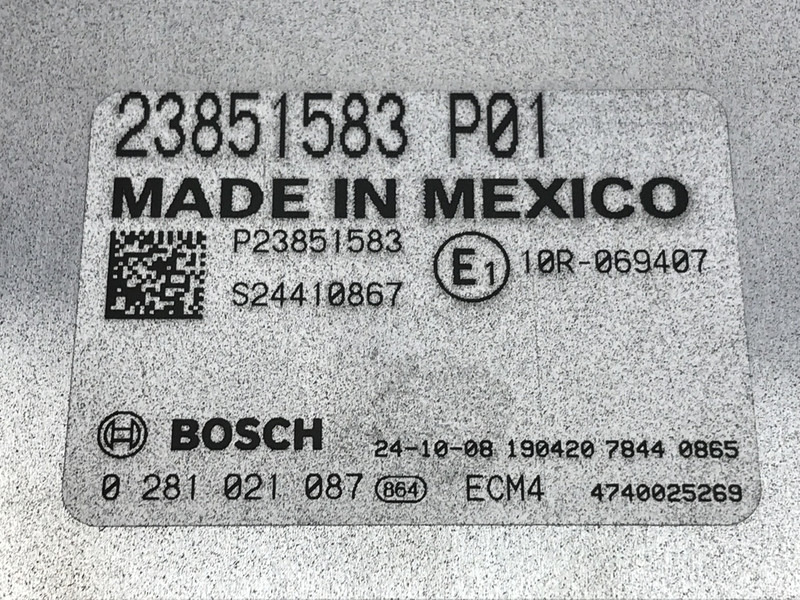 23851583 P01
MADE IN MEXICO
P23851583
S24410867
E1 10R-069407
BOSCH
24-10-08 190420 7844 0865
0 281 021 087 864 ECM4 4740025269